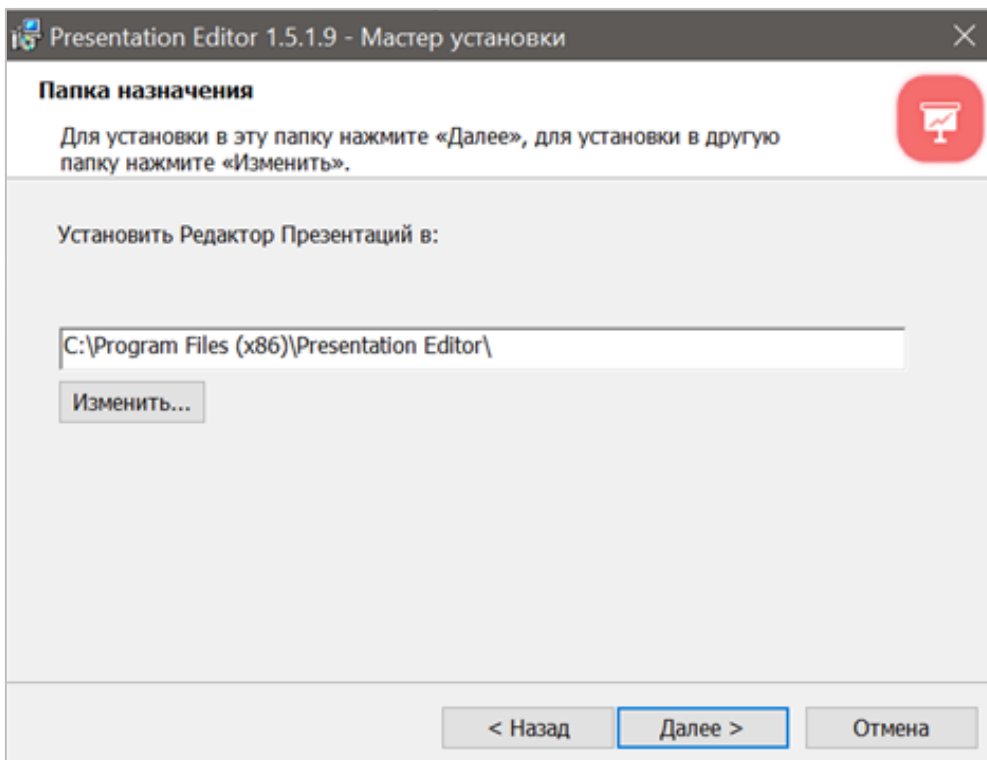 Presentation Editor 1.5.1.9 - Мастер установки
Папка назначения
Для установки в эту папку нажмите «Далее», для установки в другую
папку нажмите «Изменить».
Установить Редактор Презентаций в:
C:\Program Files (x86)\Presentation Editor\
Изменить...
< Назад
Далее >
Отмена